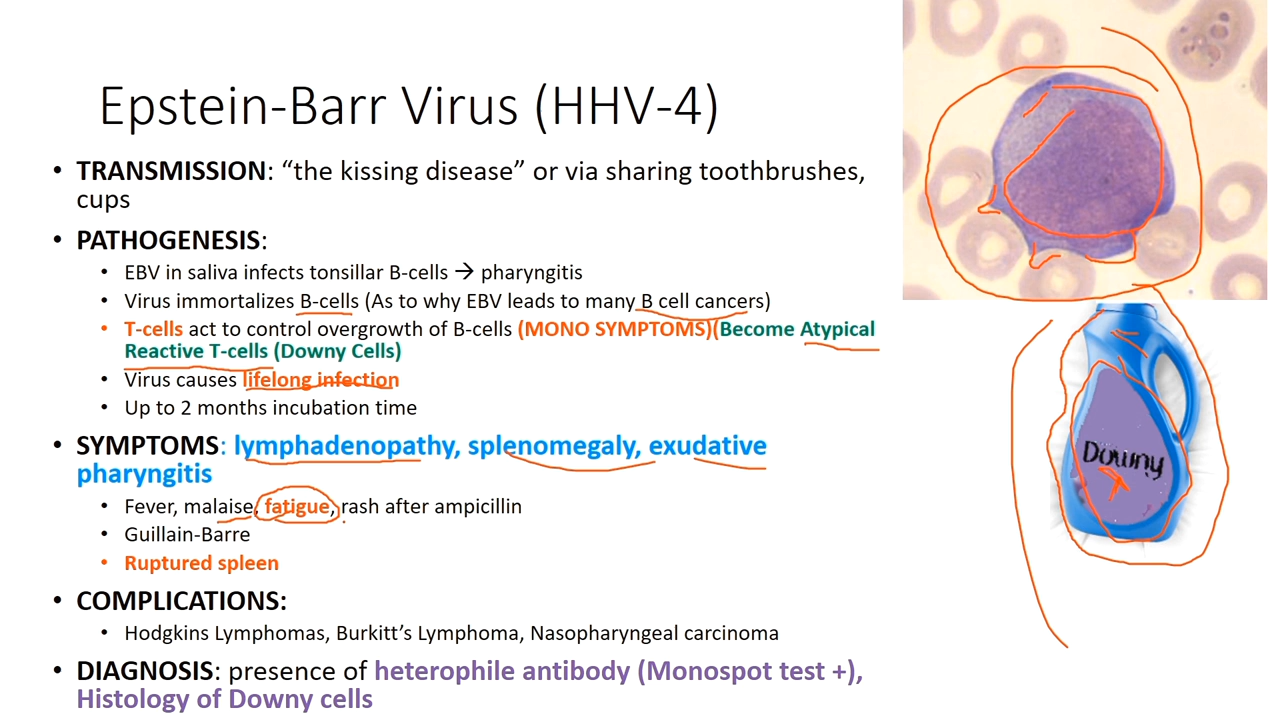 Epstein-Barr Virus (HHV-4)
• TRANSMISSION: “the kissing disease” or via sharing toothbrushes,
cups
• PATHOGENESIS:
• EBV in saliva infects tonsillar B-cells → pharyngitis
• Virus immortalizes B-cells (As to why EBV leads to many B cell cancers)
• T-cells act to control overgrowth of B-cells (MONO SYMPTOMS)(Become Atypical
Reactive T-cells (Downy Cells)
• Virus causes lifelong infection
• Up to 2 months incubation time
• SYMPTOMS: lymphadenopathy, splenomegaly, exudative
pharyngitis
• Fever, malaise, fatigue, rash after ampicillin
• Guillain-Barre
• Ruptured spleen
• COMPLICATIONS:
• Hodgkins Lymphomas, Burkitt’s Lymphoma, Nasopharyngeal carcinoma
• DIAGNOSIS: presence of heterophile antibody (Monospot test +),
Histology of Downy cells
Downy
T